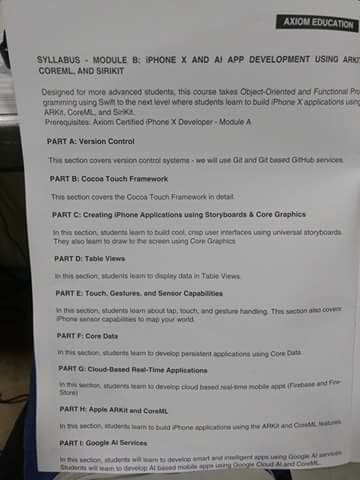 AXIOM EDUCATION
SYLLABUS - MODULE B: iPHONE X AND AI APP DEVELOPMENT USING ARKIT
COREML, AND SIRIKIT
Designed for more advanced students, this course takes Object-Oriented and Functional Pro
gramming using Swift to the next level where students learn to build iPhone X applications using
ARKit, CoreML, and SiriKit.
Prerequisites: Axiom Certified iPhone X Developer - Module A
PART A: Version Control
This section covers version control systems - we will use Git and Git based GitHub services.
PART B: Cocoa Touch Framework
This section covers the Cocoa Touch Framework in detail.
PART C: Creating iPhone Applications using Storyboards & Core Graphics
In this section, students learn to build cool, crisp user interfaces using universal storyboards.
They also learn to draw to the screen using Core Graphics
PART D: Table Views
In this section, students learn to display data in Table Views.
PART E: Touch, Gestures, and Sensor Capabilities
In this section, students learn about tap, touch, and gesture handling. This section also covers
iPhone sensor capabilities to map your world.
PART F: Core Data
In this section, students learn to develop persistent applications using Core Data.
PART G: Cloud-Based Real-Time Applications
In this section, students learn to develop cloud based real-time mobile apps (Firebase and Fire-
Store)
PART H: Apple ARKit and CoreML
In this section, students learn to build iPhone applications using the ARKit and CoreML features.
PART I: Google AI Services
In this section, students will learn to develop smart and intelligent apps using Google AI services.
Students will learn to develop AI based mobile apps using Google Cloud AI and CoreML.